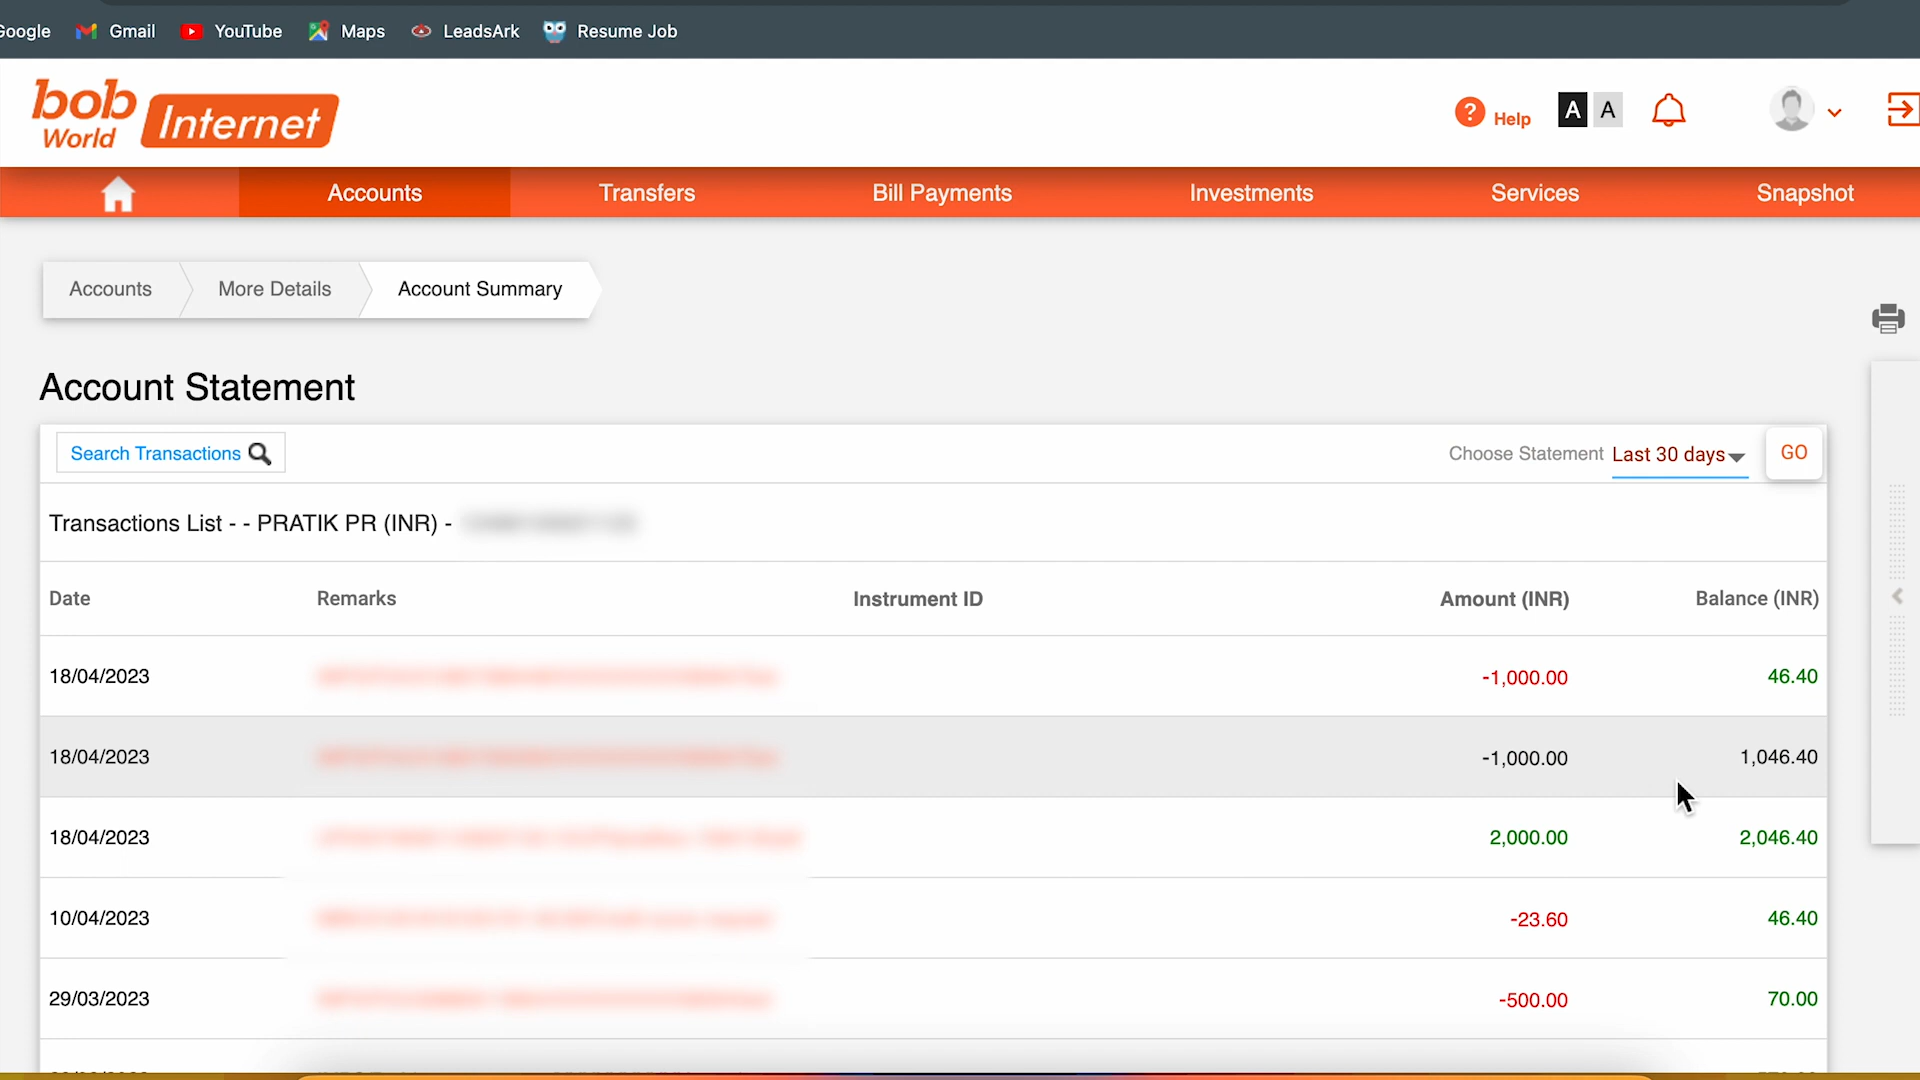 Google Gmail YouTube Maps LeadsArk Resume Job
bob World Internet
? Help A A
Accounts Transfers Bill Payments Investments Services Snapshot
Accounts More Details Account Summary
Account Statement
Search Transactions Choose Statement Last 30 days GO
Transactions List - - PRATIK PR (INR) -
Date Remarks Instrument ID Amount (INR) Balance (INR)
18/04/2023 -1,000.00 46.40
18/04/2023 -1,000.00 1,046.40
18/04/2023 2,000.00 2,046.40
10/04/2023 -23.60 46.40
29/03/2023 -500.00 70.00